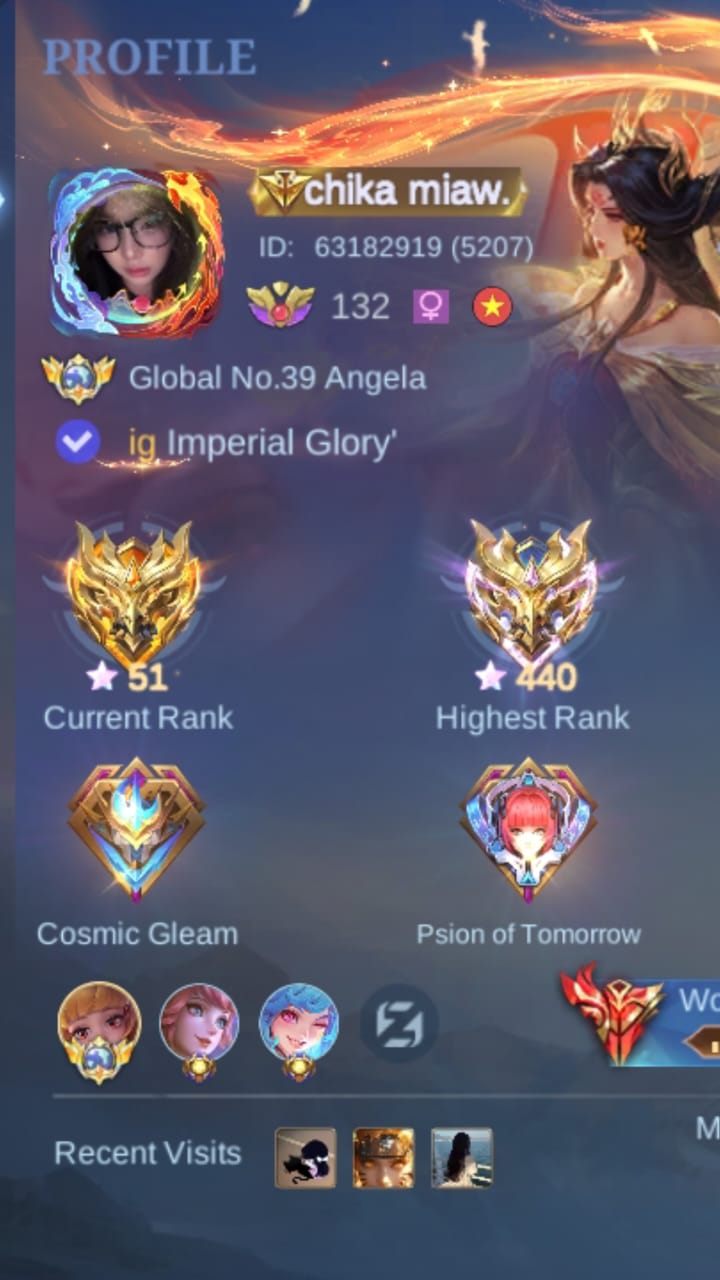 PROFILE
chika miaw.
ID: 63182919 (5207)
132
Global No.39 Angela
ig Imperial Glory'
51
440
Current Rank
Highest Rank
Cosmic Gleam
Psion of Tomorrow
Recent Visits